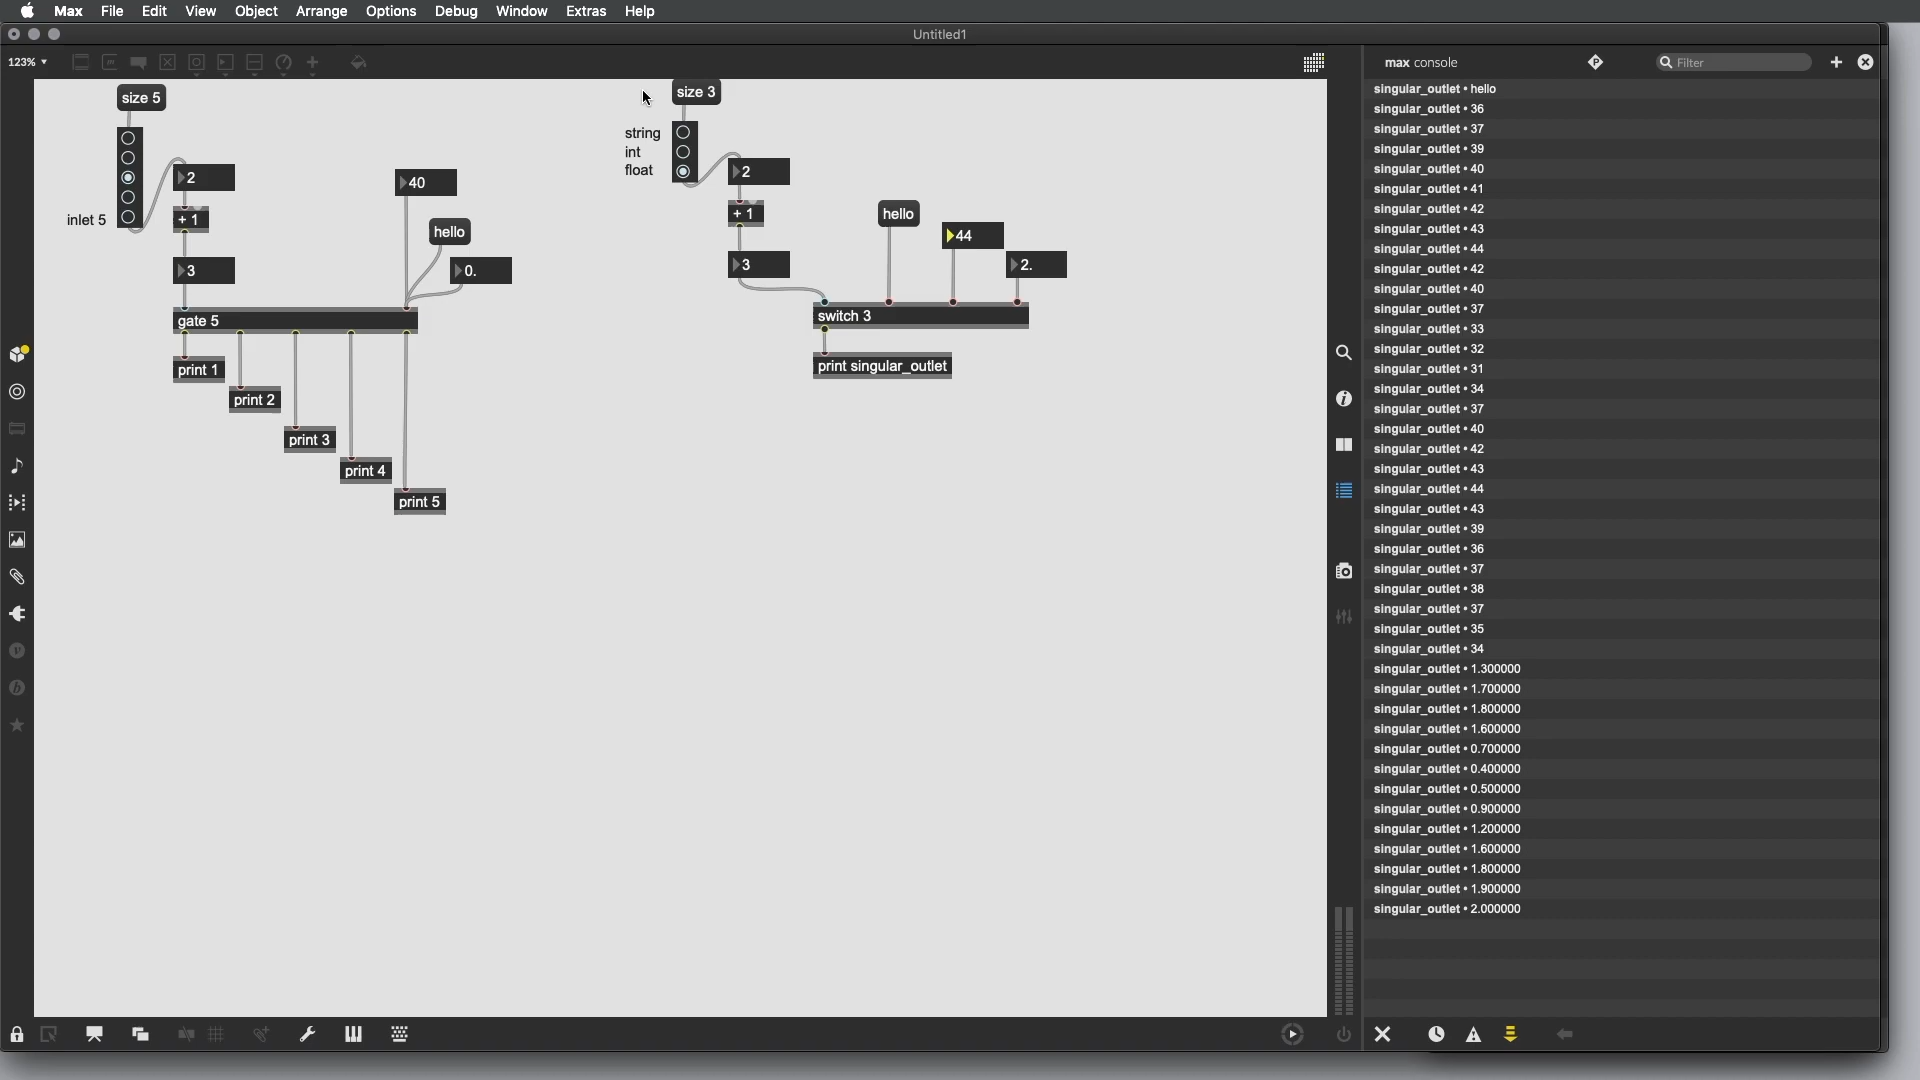 Max File Edit View Object Arrange Options Debug Window Extras Help
Untitled1
123%
size 5
2
inlet 5
+ 1
3
40
hello
0.
gate 5
print 1
print 2
print 3
print 4
print 5
size 3
string
int
float
2
+ 1
3
hello
44
2.
switch 3
print singular_outlet
max console
Filter
singular_outlet • hello
singular_outlet • 36
singular_outlet • 37
singular_outlet • 39
singular_outlet • 40
singular_outlet • 41
singular_outlet • 42
singular_outlet • 43
singular_outlet • 44
singular_outlet • 42
singular_outlet • 40
singular_outlet • 37
singular_outlet • 33
singular_outlet • 32
singular_outlet • 31
singular_outlet • 34
singular_outlet • 37
singular_outlet • 40
singular_outlet • 42
singular_outlet • 43
singular_outlet • 44
singular_outlet • 43
singular_outlet • 39
singular_outlet • 36
singular_outlet • 37
singular_outlet • 38
singular_outlet • 37
singular_outlet • 35
singular_outlet • 34
singular_outlet • 1.300000
singular_outlet • 1.700000
singular_outlet • 1.800000
singular_outlet • 1.600000
singular_outlet • 0.700000
singular_outlet • 0.400000
singular_outlet • 0.500000
singular_outlet • 0.900000
singular_outlet • 1.200000
singular_outlet • 1.600000
singular_outlet • 1.800000
singular_outlet • 1.900000
singular_outlet • 2.000000